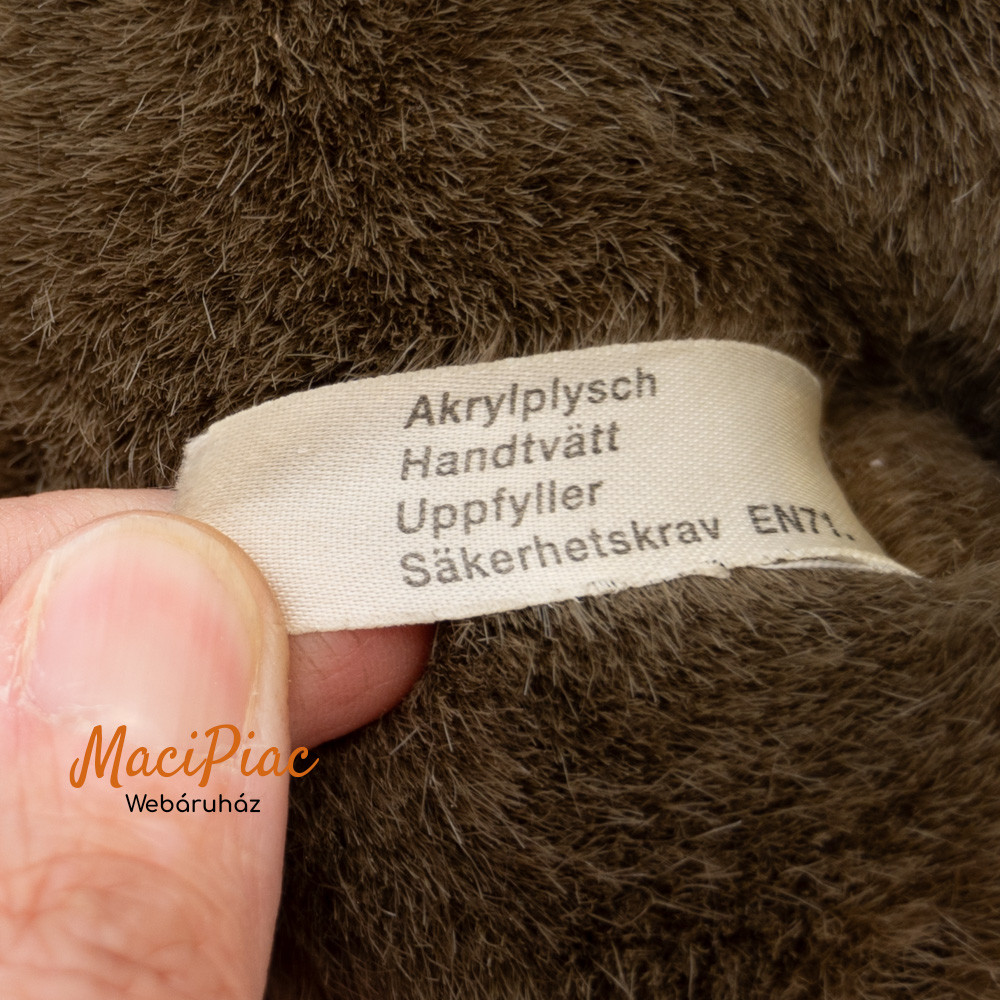 Akrylplysch
Handtvätt
Uppfyller
Säkerhetskrav EN71.
MaciPiac
Webáruház